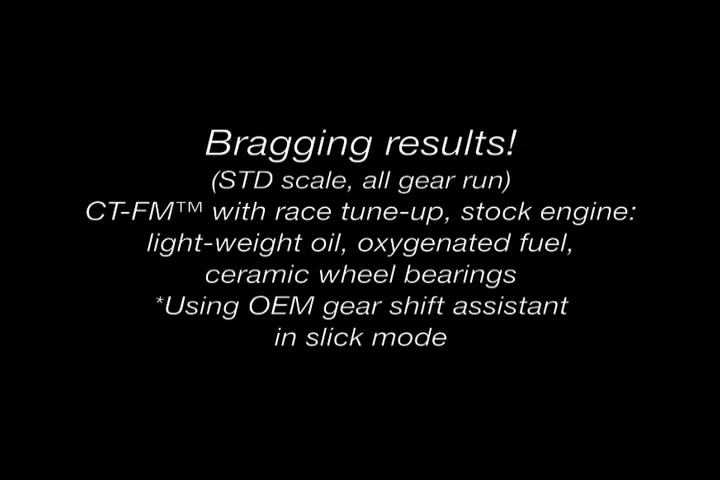 Bragging results!
(STD scale, all gear run)
CT-FM™ with race tune-up, stock engine:
light-weight oil, oxygenated fuel,
ceramic wheel bearings
*Using OEM gear shift assistant
in slick mode